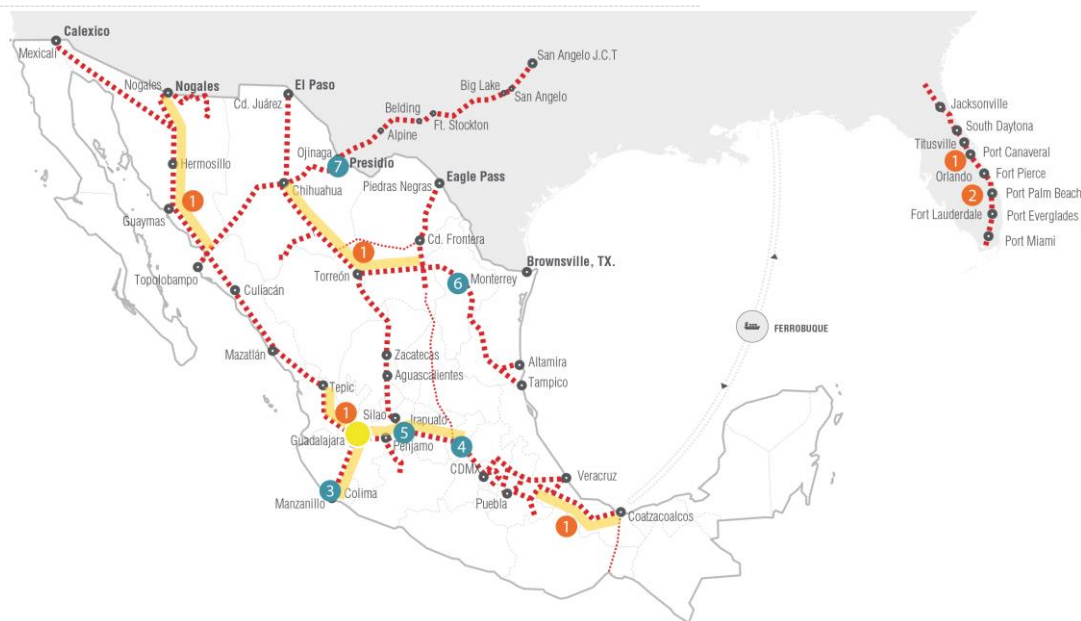 Calexico
Mexicali
Nogales
Nogales
El Paso
Cd. Juárez
San Angelo J.C.T
Big Lake
San Angelo
Belding
Ft. Stockton
Alpine
Ojinaga
7
Presidio
Hermosillo
Chihuahua
Piedras Negras
Eagle Pass
1
Guaymas
Cd. Frontera
1
Topolobampo
Torreón
6
Monterrey
Brownsville, TX.
Culiacán
Mazatlán
Zacatecas
Altamira
Aguascalientes
Tampico
Tepic
1
Silao
Irapuato
5
Guadalajara
Penjamo
4
CDMX
Veracruz
3
Colima
Manzanillo
Puebla
Coatzacoalcos
1
FERROBUQUE
Jacksonville
South Daytona
Titusville
Port Canaveral
1
Orlando
Fort Pierce
2
Port Palm Beach
Fort Lauderdale
Port Everglades
Port Miami